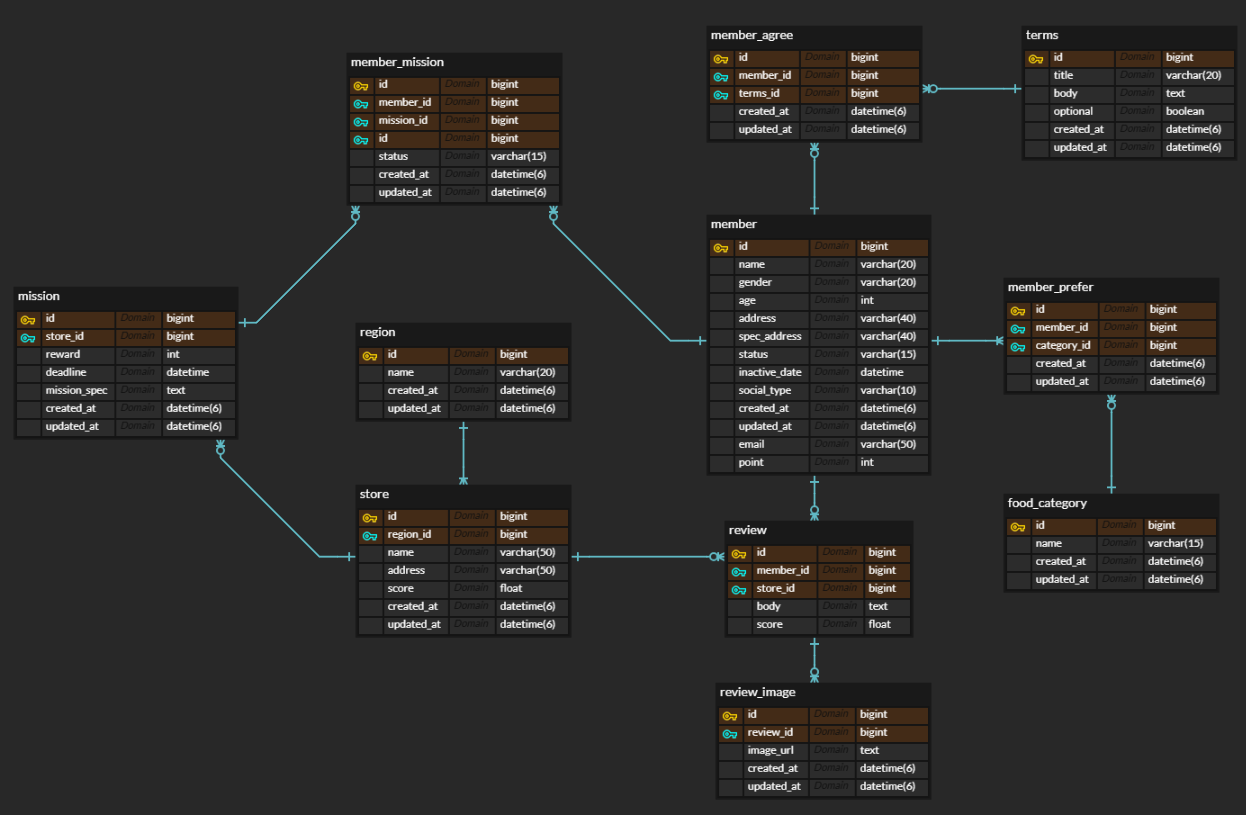 member_agree
id Domain bigint
member_id Domain bigint
terms_id Domain bigint
created_at Domain datetime(6)
updated_at Domain datetime(6)
terms
id Domain bigint
title Domain varchar(20)
body Domain text
optional Domain boolean
created_at Domain datetime(6)
updated_at Domain datetime(6)
member_mission
id Domain bigint
member_id Domain bigint
mission_id Domain bigint
id Domain bigint
status Domain varchar(15)
created_at Domain datetime(6)
updated_at Domain datetime(6)
member
id Domain bigint
name Domain varchar(20)
gender Domain varchar(20)
age Domain int
address Domain varchar(40)
spec_address Domain varchar(40)
status Domain varchar(15)
inactive_date Domain datetime
social_type Domain varchar(10)
created_at Domain datetime(6)
updated_at Domain datetime(6)
email Domain varchar(50)
point Domain int
member_prefer
id Domain bigint
member_id Domain bigint
category_id Domain bigint
created_at Domain datetime(6)
updated_at Domain datetime(6)
mission
id Domain bigint
store_id Domain bigint
reward Domain int
deadline Domain datetime
mission_spec Domain text
created_at Domain datetime(6)
updated_at Domain datetime(6)
region
id Domain bigint
name Domain varchar(20)
created_at Domain datetime(6)
updated_at Domain datetime(6)
store
id Domain bigint
region_id Domain bigint
name Domain varchar(50)
address Domain varchar(50)
score Domain float
created_at Domain datetime(6)
updated_at Domain datetime(6)
food_category
id Domain bigint
name Domain varchar(15)
created_at Domain datetime(6)
updated_at Domain datetime(6)
review
id Domain bigint
member_id Domain bigint
store_id Domain bigint
body Domain text
score Domain float
review_image
id Domain bigint
review_id Domain bigint
image_url Domain text
created_at Domain datetime(6)
updated_at Domain datetime(6)